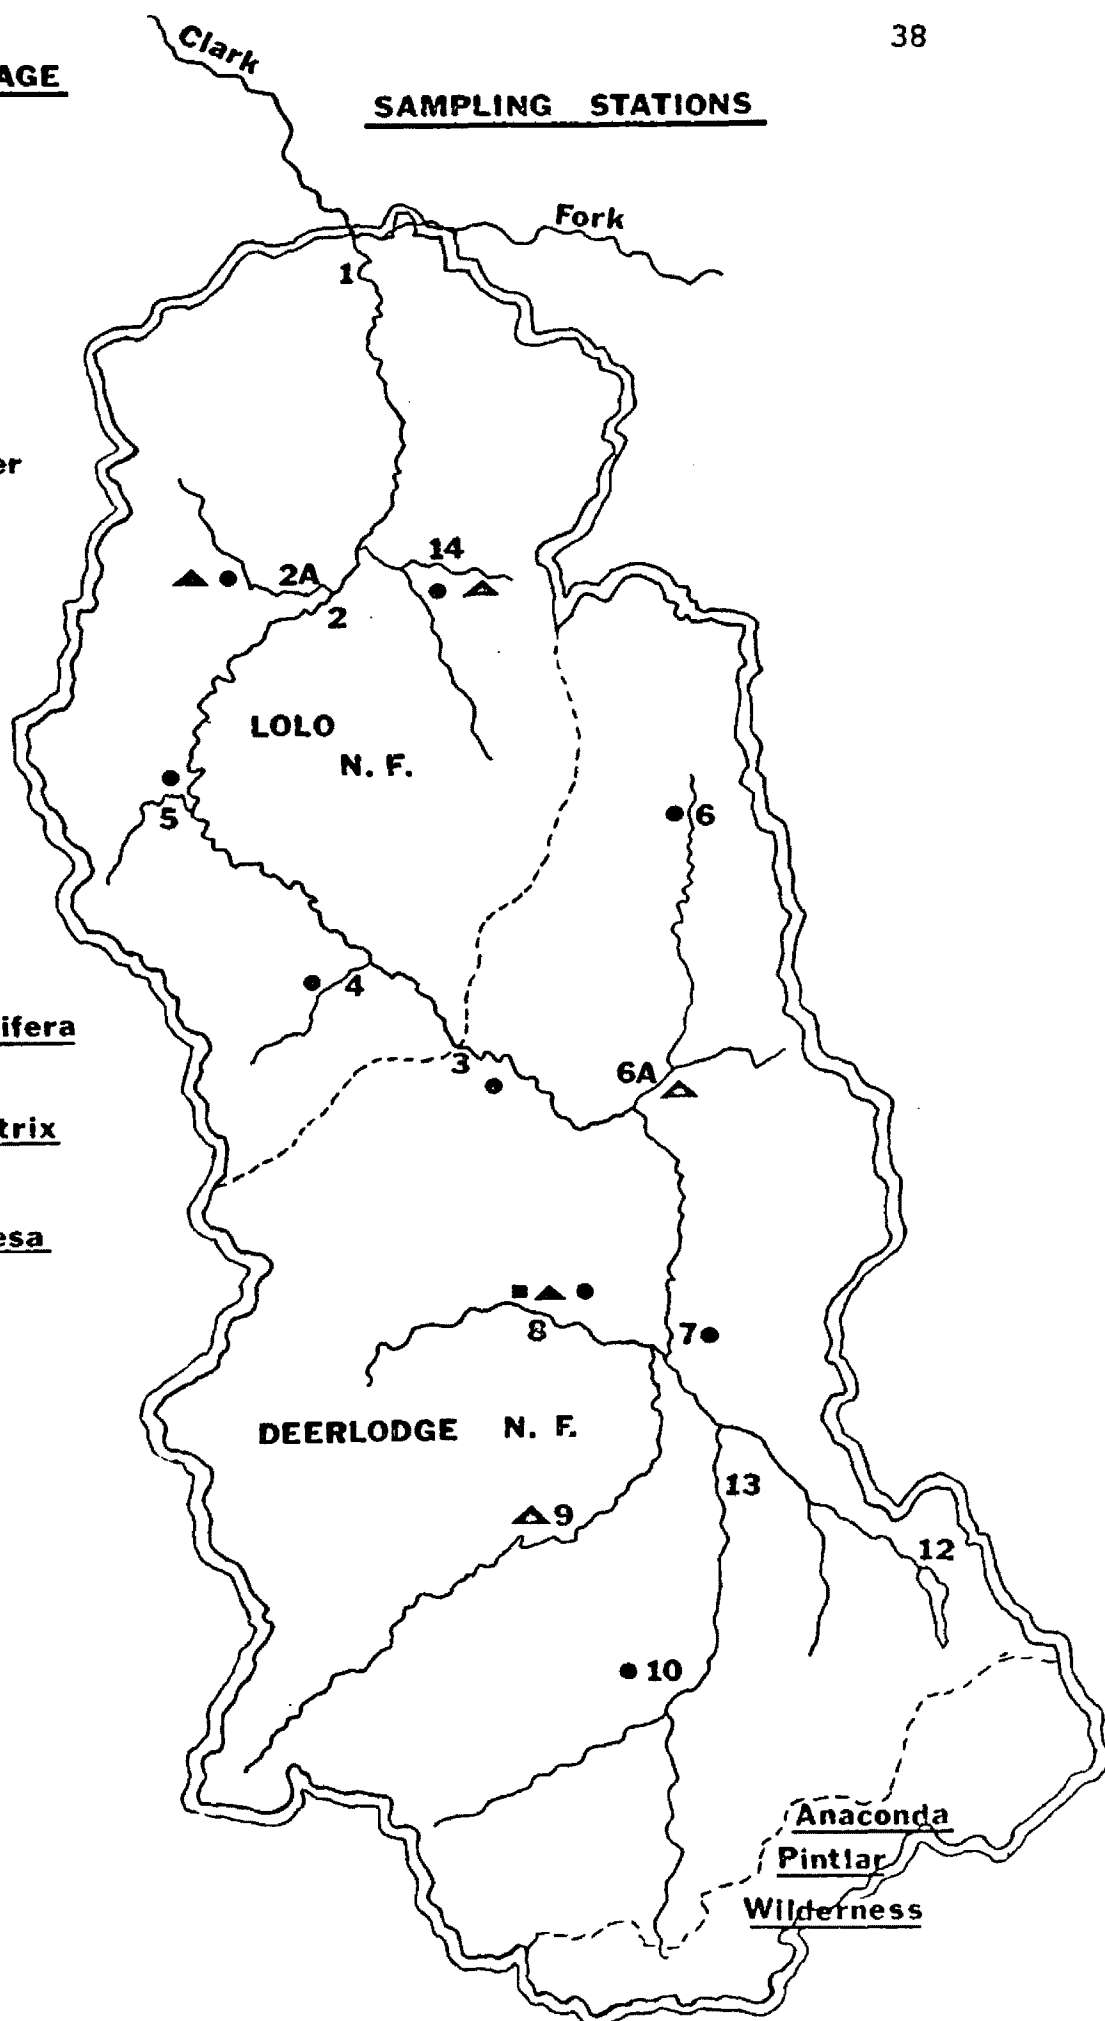 38
Clark
AGE
SAMPLING STATIONS
Fork
1
er
14
2A
2
LOLO
N. F.
5
6
4
ifera
3
6A
trix
esa
8
7
DEERLODGE N. F.
13
9
12
10
Anaconda
Pintlar
Wilderness